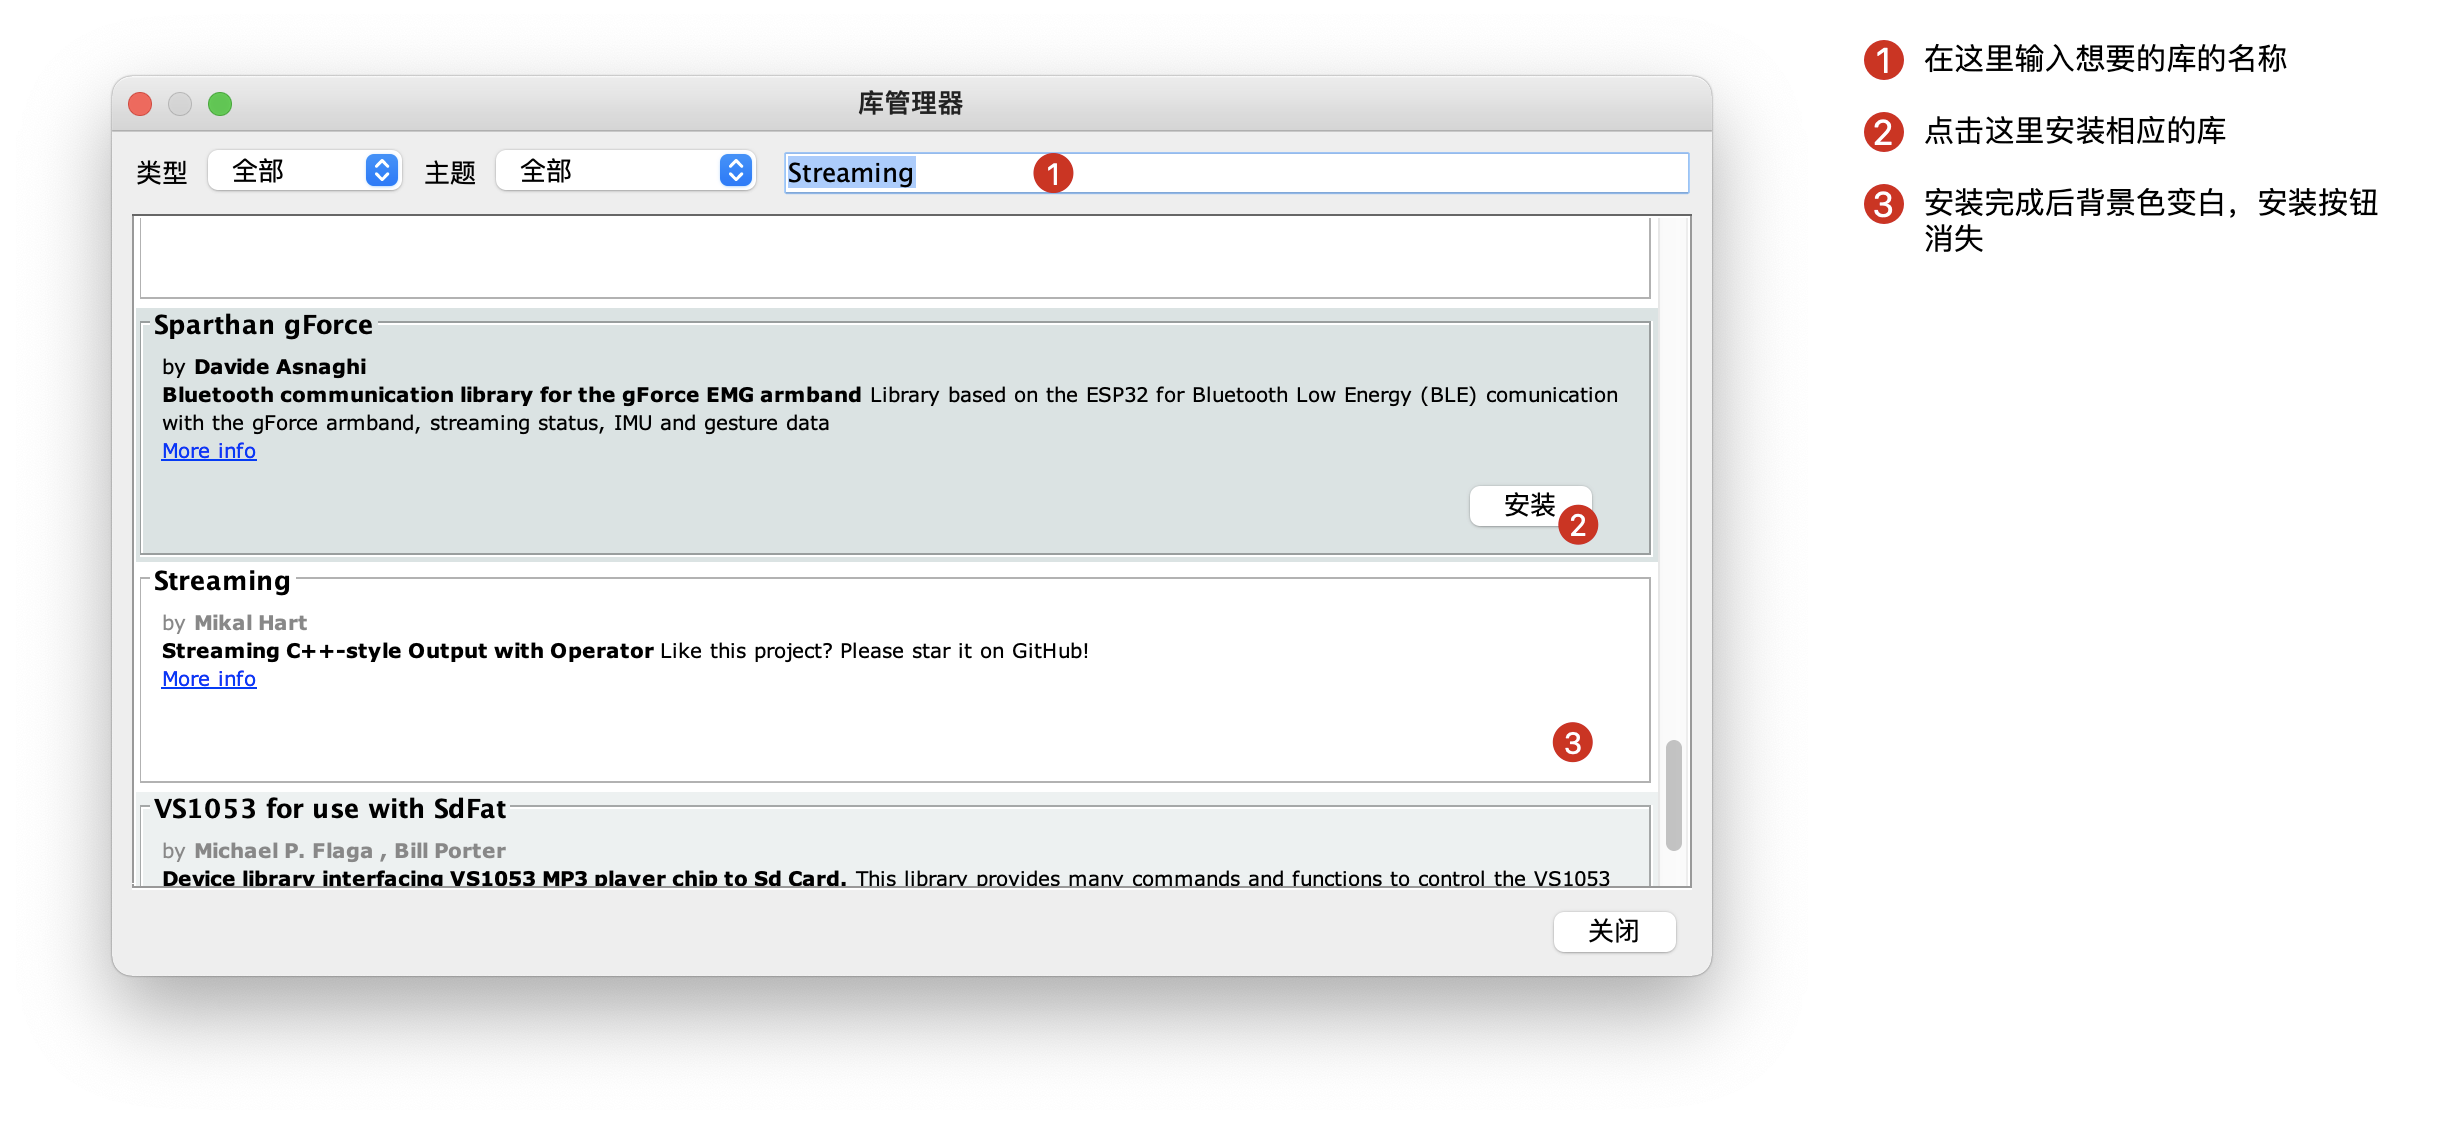 库管理器
类型 全部 主题 全部 Streaming 1
Sparthan gForce
by Davide Asnaghi
Bluetooth communication library for the gForce EMG armband Library based on the ESP32 for Bluetooth Low Energy (BLE) comunication
with the gForce armband, streaming status, IMU and gesture data
More info
安装 2
Streaming
by Mikal Hart
Streaming C++-style Output with Operator Like this project? Please star it on GitHub!
More info
3
VS1053 for use with SdFat
by Michael P. Flaga , Bill Porter
Device library interfacing VS1053 MP3 player chip to Sd Card. This library provides many commands and functions to control the VS1053
关闭
1 在这里输入想要的库的名称
2 点击这里安装相应的库
3 安装完成后背景色变白，安装按钮
消失